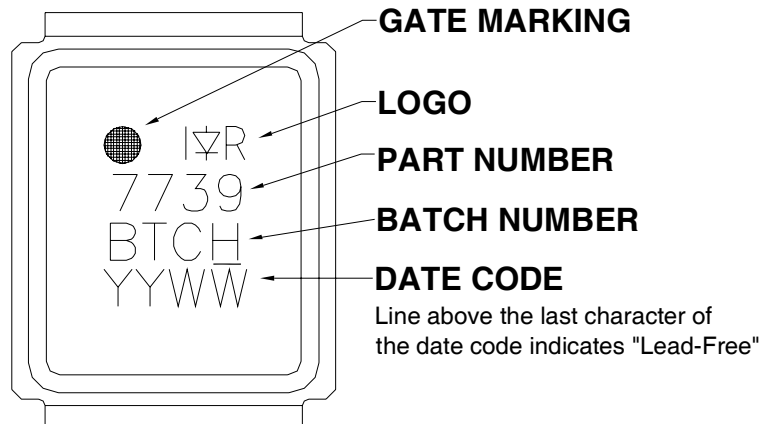 GATE MARKING
LOGO
PART NUMBER
BATCH NUMBER
DATE CODE
Line above the last character of
the date code indicates "Lead-Free"
I R
7739
BTCH
YYWW